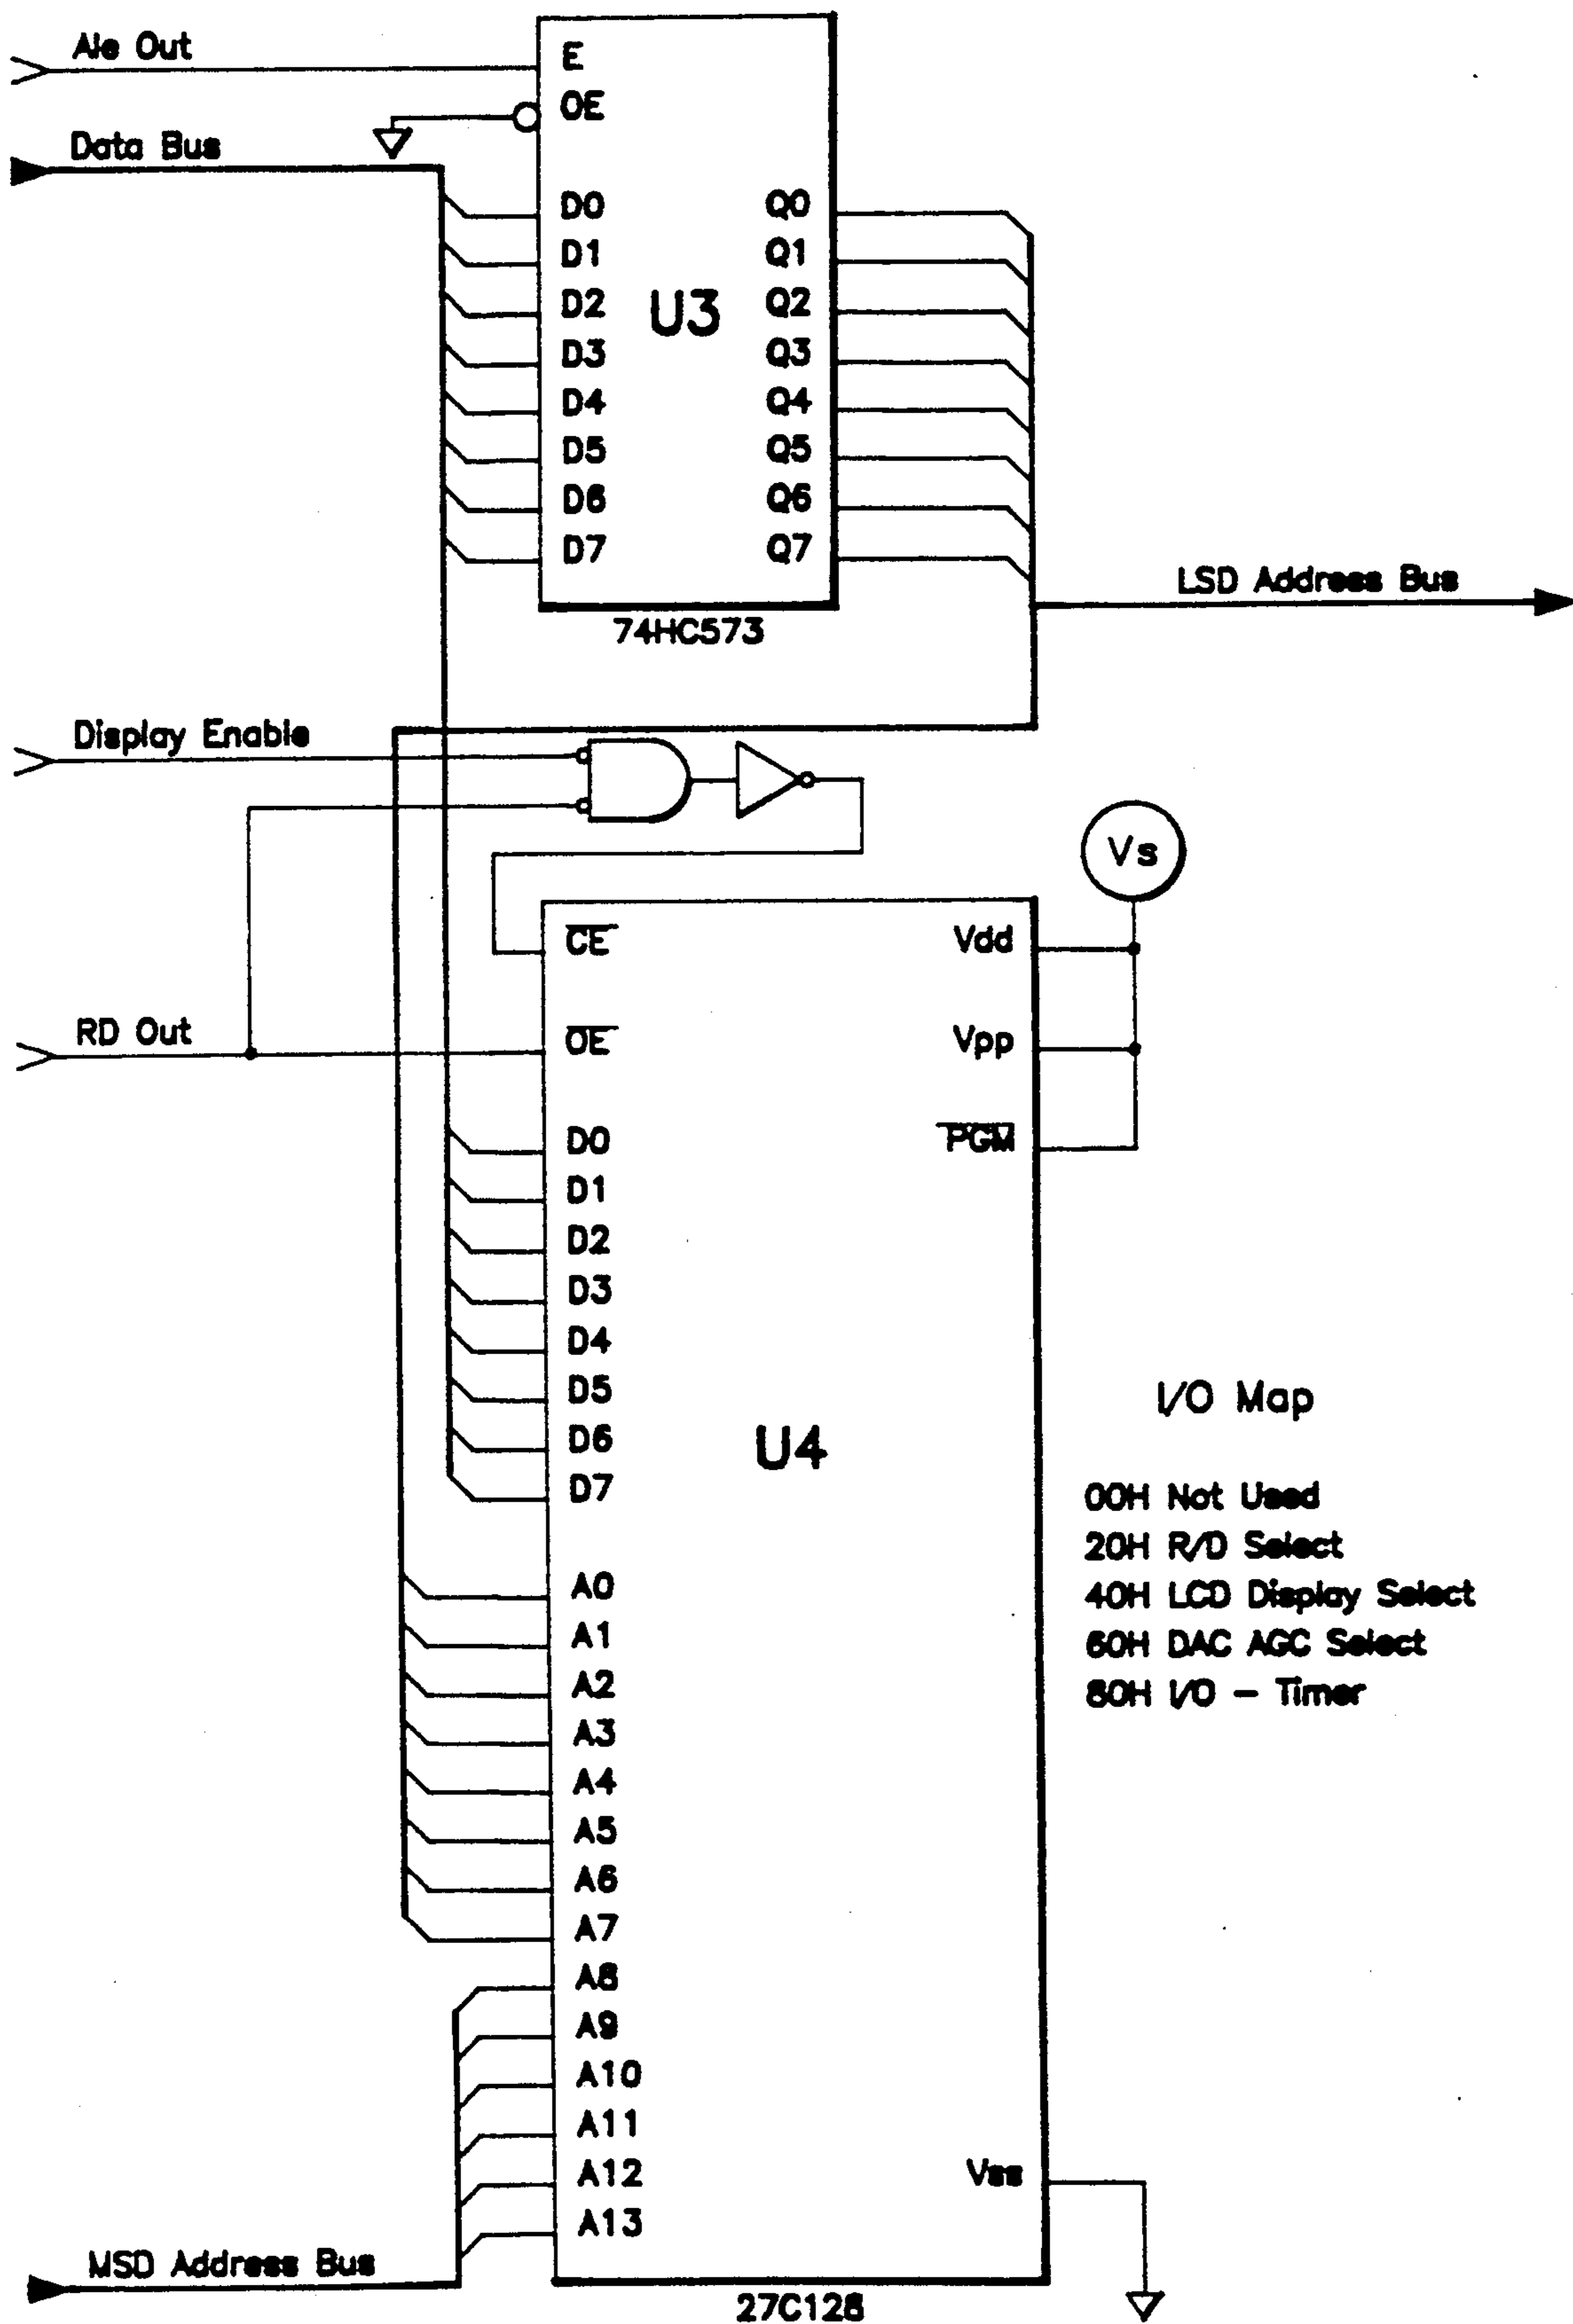 Ale Out
E
OE
Data Bus
D0 Q0
D1 Q1
D2 Q2
U3
D3 Q3
D4 Q4
D5 Q5
D6 Q6
D7 Q7
LSD Address Bus
74HC573
Display Enable
Vs
CE Vdd
RD Out
OE Vpp
D0 PGM
D1
D2
D3
D4
D5
D6
D7
U4
I/O Map
00H Not Used
20H R/D Select
40H LCD Display Select
60H DAC AGC Select
80H I/O - Timer
A0
A1
A2
A3
A4
A5
A6
A7
A8
A9
A10
A11
A12 Vss
A13
MSD Address Bus
27C128